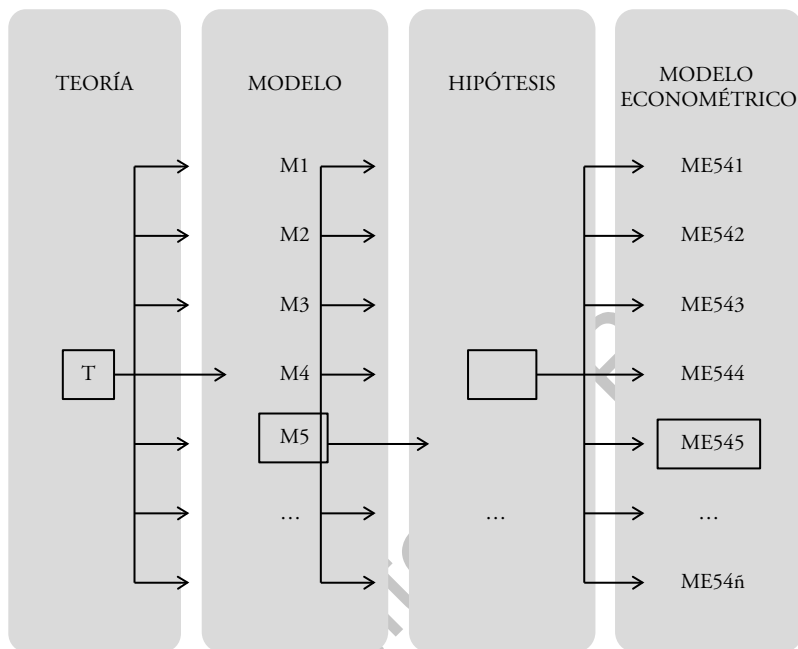 TEORÍA
MODELO
HIPÓTESIS
MODELO
ECONOMÉTRICO
M1
ME541
M2
ME542
M3
ME543
T
M4
ME544
M5
ME545
...
...
...
ME54ñ